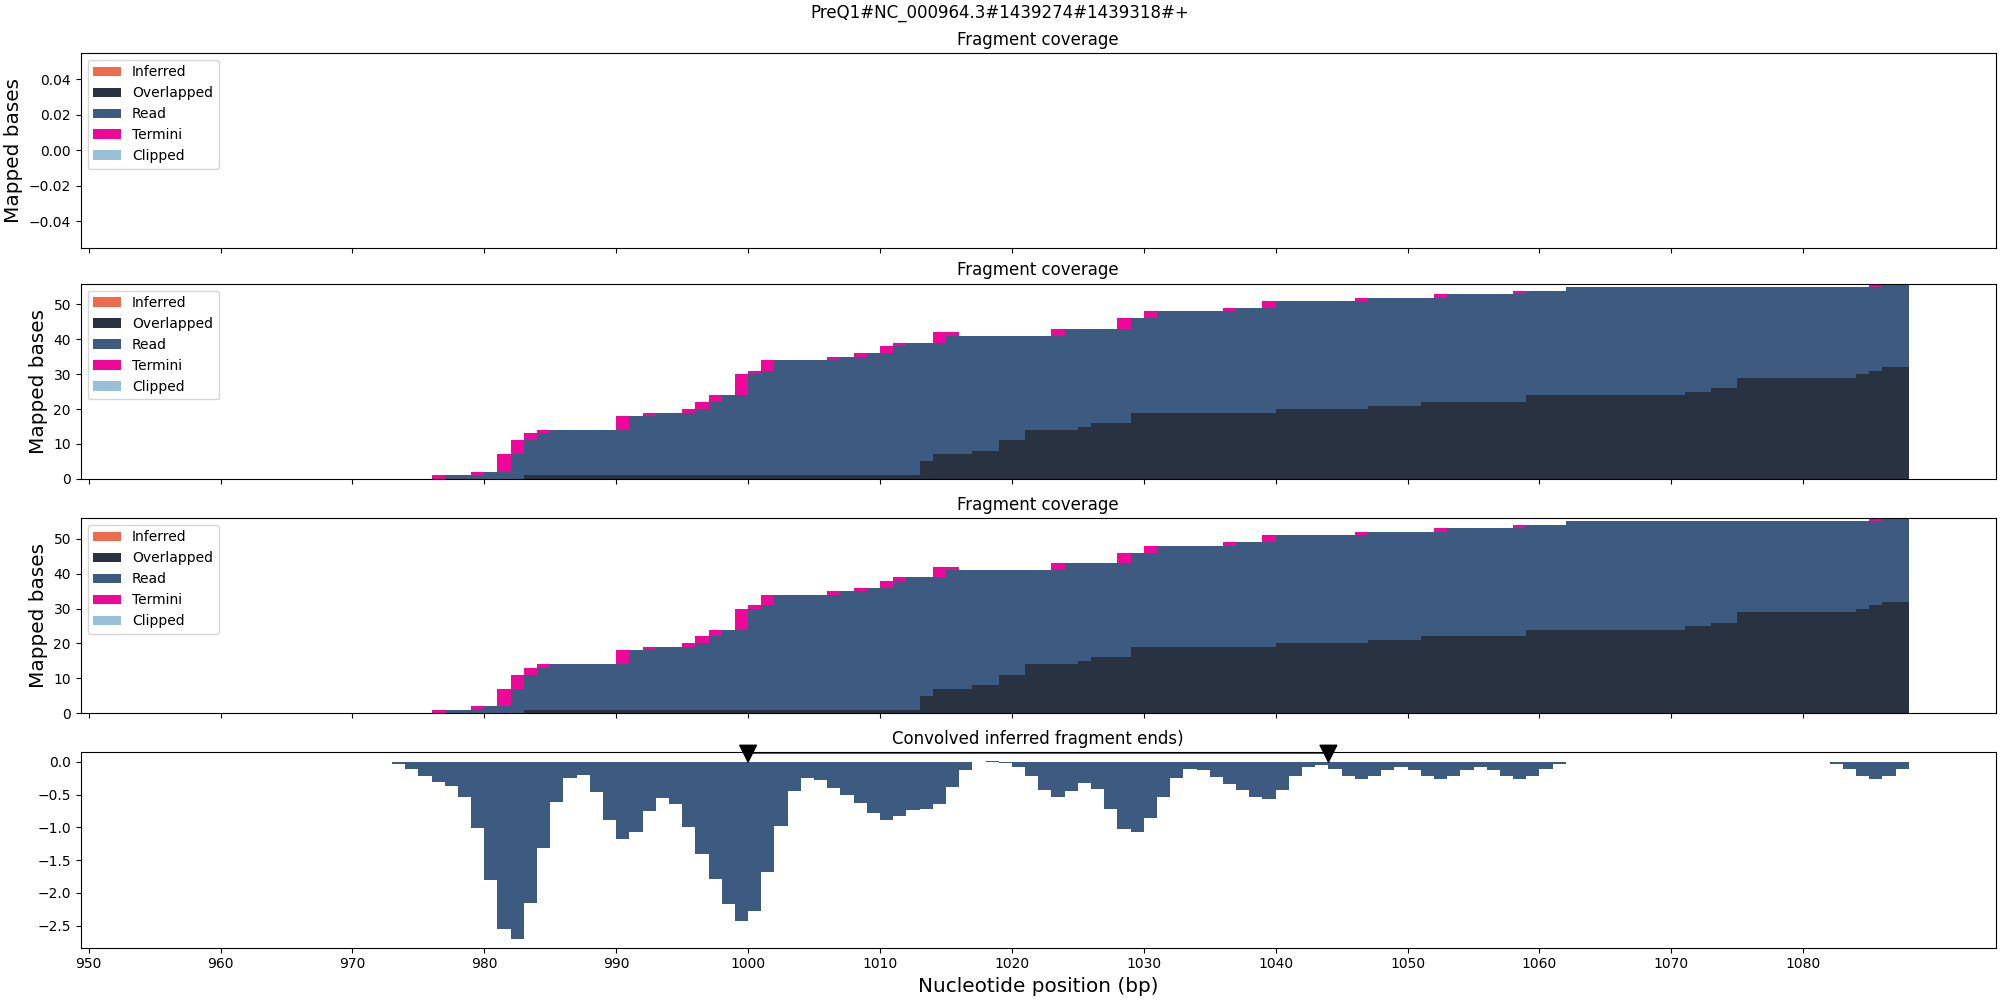 PreQ1#NC_000964.3#1439274#1439318#+
Fragment coverage
Mapped bases
0.04
0.02
0.00
−0.02
−0.04
Inferred
Overlapped
Read
Termini
Clipped
Fragment coverage
Mapped bases
50
40
30
20
10
0
Inferred
Overlapped
Read
Termini
Clipped
Fragment coverage
Mapped bases
50
40
30
20
10
0
Inferred
Overlapped
Read
Termini
Clipped
Convolved inferred fragment ends)
0.0
−0.5
−1.0
−1.5
−2.0
−2.5
950 960 970 980 990 1000 1010 1020 1030 1040 1050 1060 1070 1080
Nucleotide position (bp)